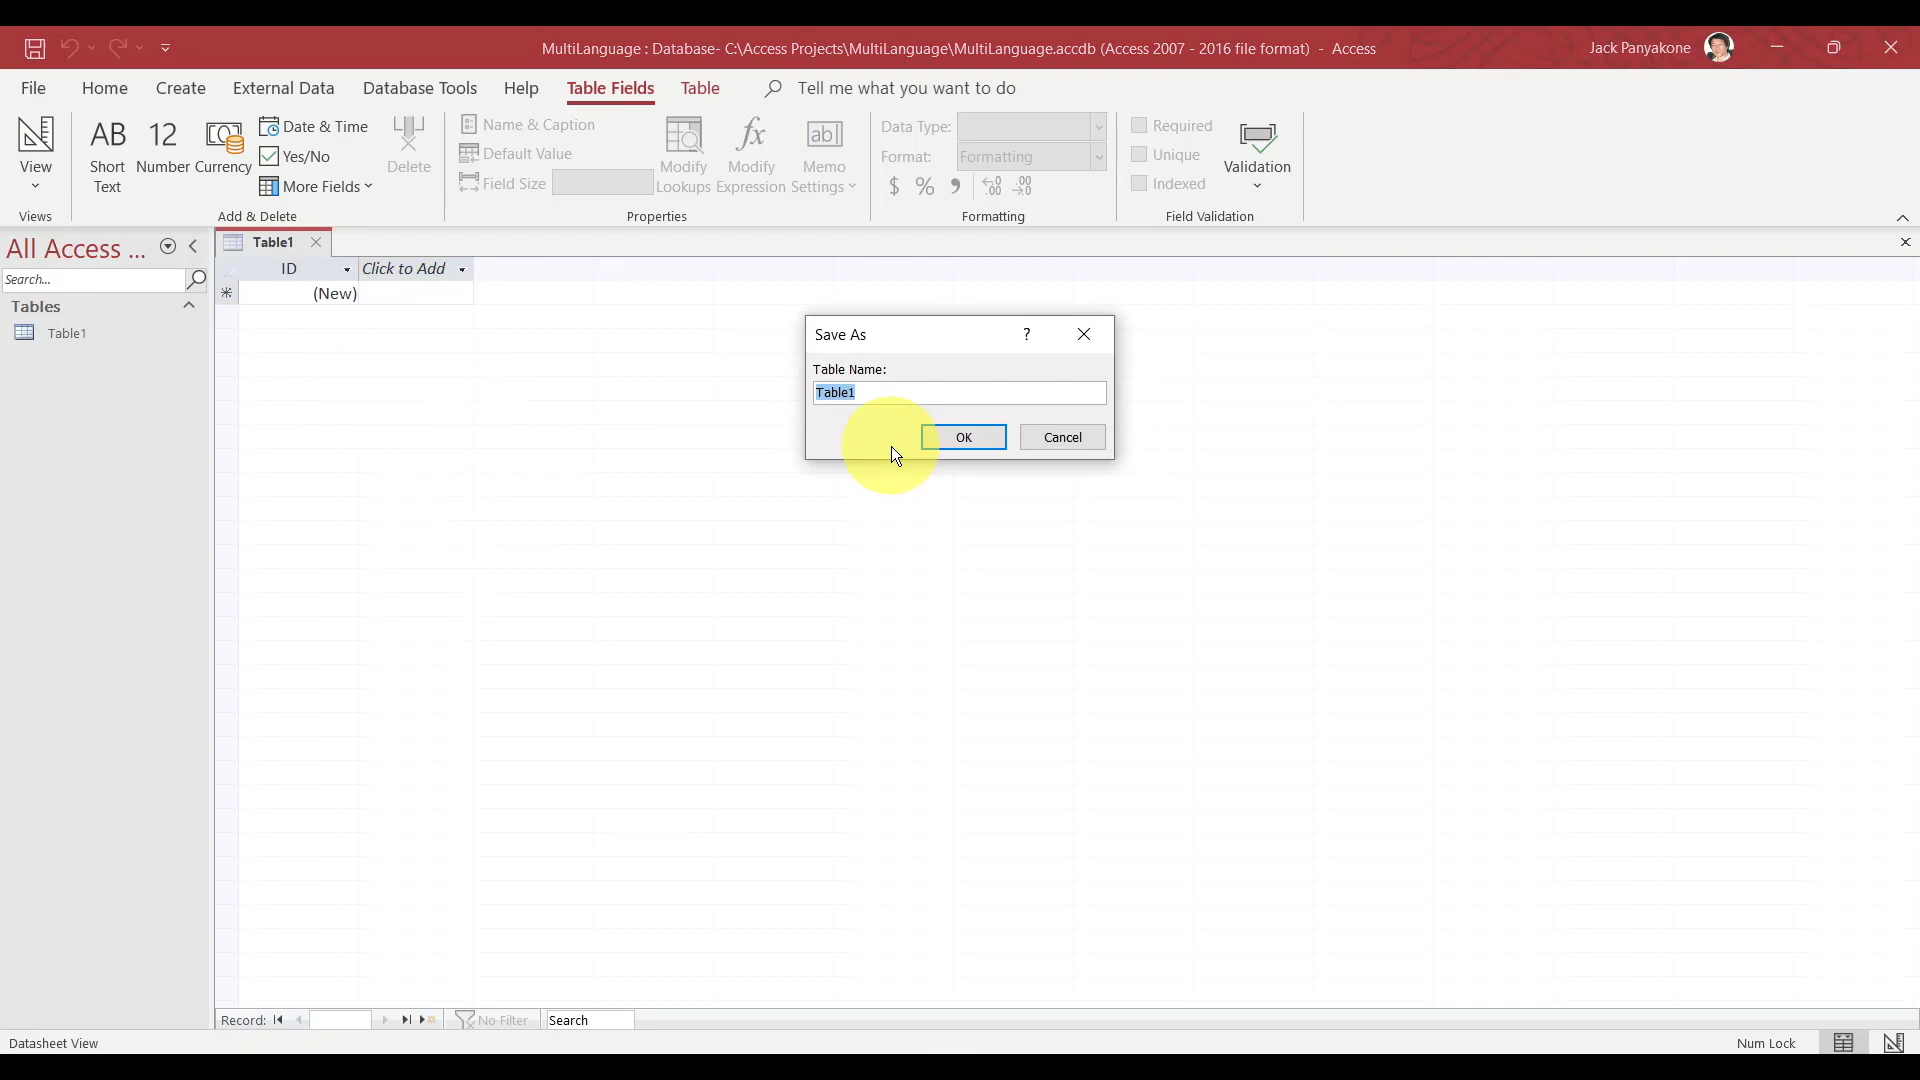 MultiLanguage : Database- C:\Access Projects\MultiLanguage\MultiLanguage.accdb (Access 2007 - 2016 file format) - Access
Jack Panyakone
File Home Create External Data Database Tools Help Table Fields Table Tell me what you want to do
View
Views
AB
Short
Text
12
Number
Currency
Date & Time
Yes/No
More Fields
Delete
Add & Delete
Name & Caption
Default Value
Field Size
Modify
Lookups
fx
Modify
Expression
ab|
Memo
Settings
Properties
Data Type:
Format: Formatting
$ % , .00 .00
Formatting
Required
Unique
Indexed
Validation
Field Validation
All Access ...
Search...
Tables
Table1
Table1
ID Click to Add
(New)
Save As ?
Table Name:
Table1
OK Cancel
Record: No Filter Search
Datasheet View Num Lock